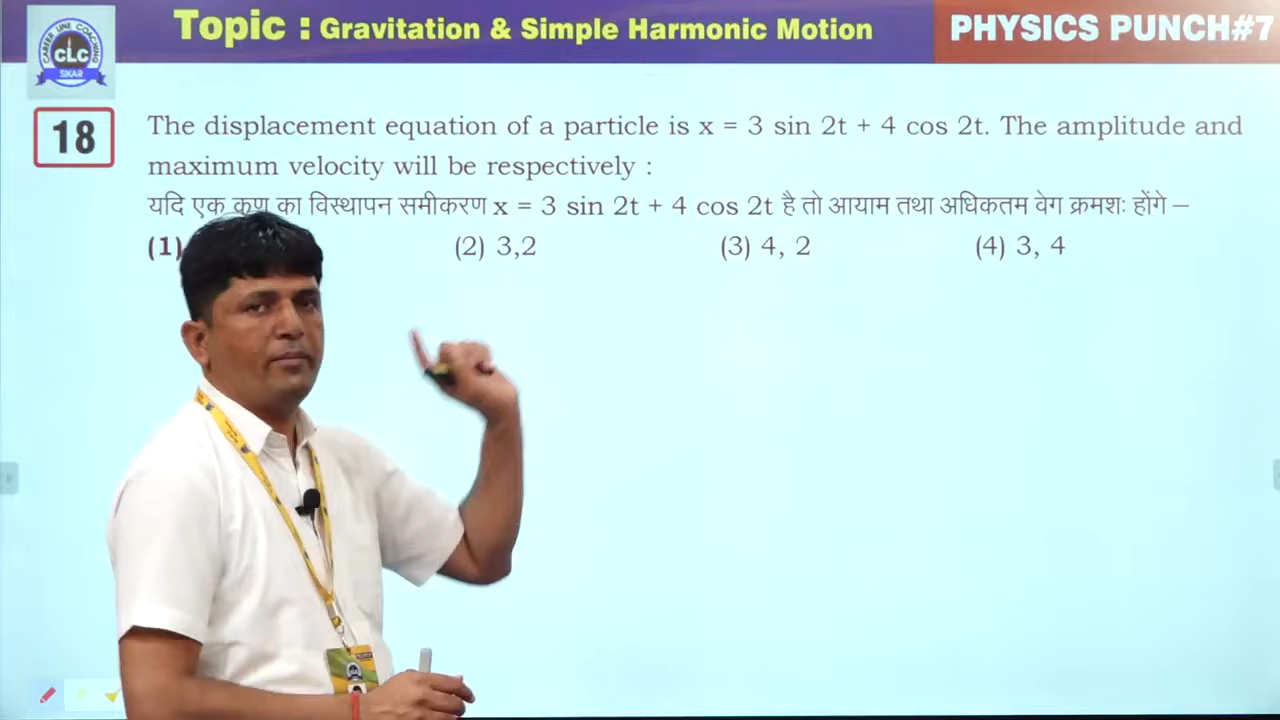 Topic : Gravitation & Simple Harmonic Motion
PHYSICS PUNCH#7
CAREER LINE COACHING
CLC
SIKAR
18
The displacement equation of a particle is x = 3 sin 2t + 4 cos 2t. The amplitude and
maximum velocity will be respectively :
यदि एक कण का विस्थापन समीकरण x = 3 sin 2t + 4 cos 2t है तो आयाम तथा अधिकतम वेग क्रमशः होंगे –
(1) (2) 3,2 (3) 4, 2 (4) 3, 4